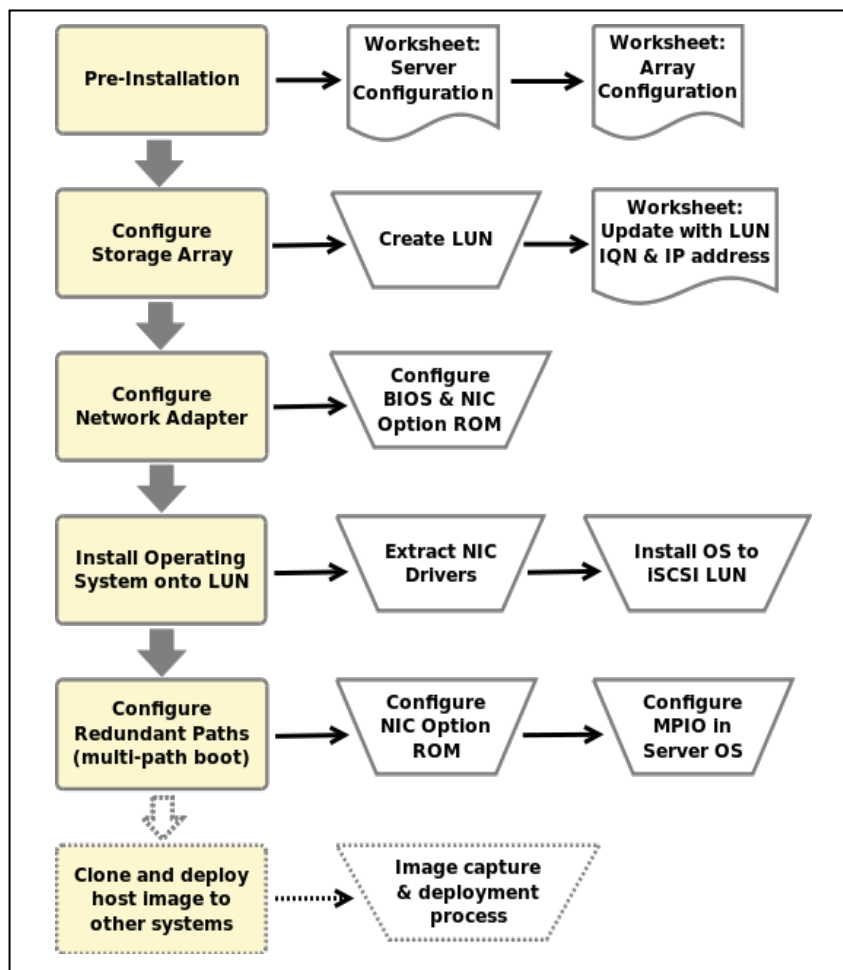 Pre-Installation
Worksheet:
Server
Configuration
Worksheet:
Array
Configuration
Configure
Storage Array
Create LUN
Worksheet:
Update with LUN
IQN & IP address
Configure
Network Adapter
Configure
BIOS & NIC
Option ROM
Install Operating
System onto LUN
Extract NIC
Drivers
Install OS to
iSCSI LUN
Configure
Redundant Paths
(multi-path boot)
Configure
NIC Option
ROM
Configure
MPIO in
Server OS
Clone and deploy
host image to
other systems
Image capture
& deployment
process